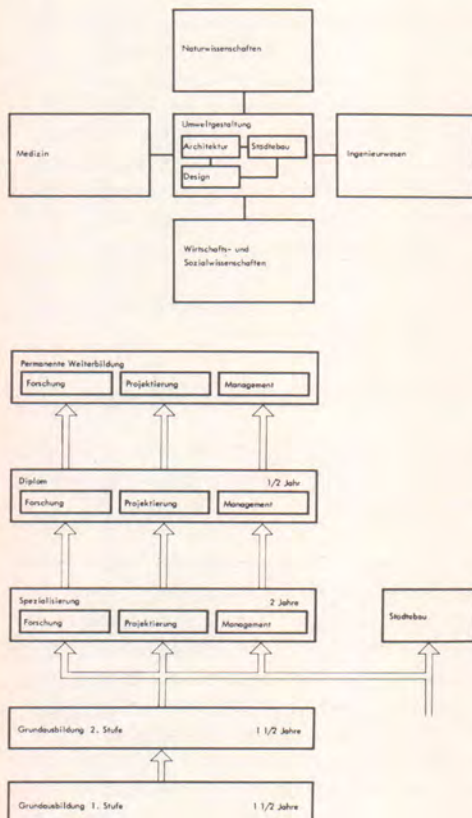 Naturwissenschaften
Medizin
Umweltgestaltung
Architektur
Städtebau
Design
Ingenieurwesen
Wirtschafts- und
Sozialwissenschaften
Permanente Weiterbildung
Forschung
Projektierung
Management
Diplom
1/2 Jahr
Forschung
Projektierung
Management
Spezialisierung
2 Jahre
Forschung
Projektierung
Management
Städtebau
Grundausbildung 2. Stufe
1 1/2 Jahre
Grundausbildung 1. Stufe
1 1/2 Jahre